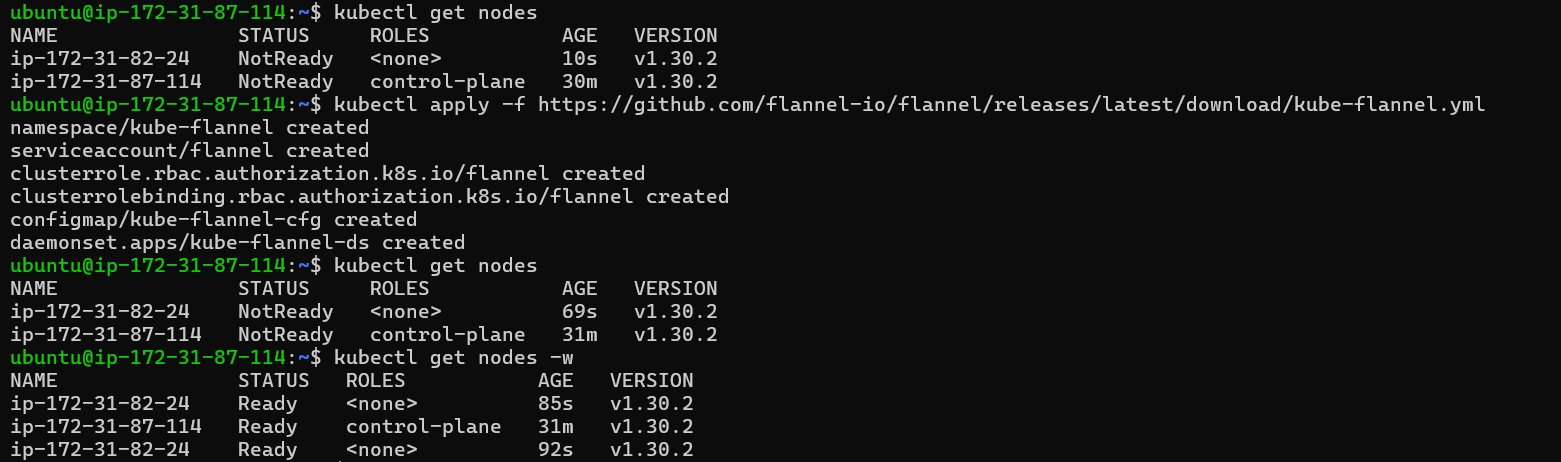 ubuntu@ip-172-31-87-114:~$ kubectl get nodes
NAME               STATUS     ROLES           AGE   VERSION
ip-172-31-82-24    NotReady   <none>          10s   v1.30.2
ip-172-31-87-114   NotReady   control-plane   30m   v1.30.2
ubuntu@ip-172-31-87-114:~$ kubectl apply -f https://github.com/flannel-io/flannel/releases/latest/download/kube-flannel.yml
namespace/kube-flannel created
serviceaccount/flannel created
clusterrole.rbac.authorization.k8s.io/flannel created
clusterrolebinding.rbac.authorization.k8s.io/flannel created
configmap/kube-flannel-cfg created
daemonset.apps/kube-flannel-ds created
ubuntu@ip-172-31-87-114:~$ kubectl get nodes
NAME               STATUS     ROLES           AGE   VERSION
ip-172-31-82-24    NotReady   <none>          69s   v1.30.2
ip-172-31-87-114   NotReady   control-plane   31m   v1.30.2
ubuntu@ip-172-31-87-114:~$ kubectl get nodes -w
NAME               STATUS   ROLES           AGE   VERSION
ip-172-31-82-24    Ready    <none>          85s   v1.30.2
ip-172-31-87-114   Ready    control-plane   31m   v1.30.2
ip-172-31-82-24    Ready    <none>          92s   v1.30.2